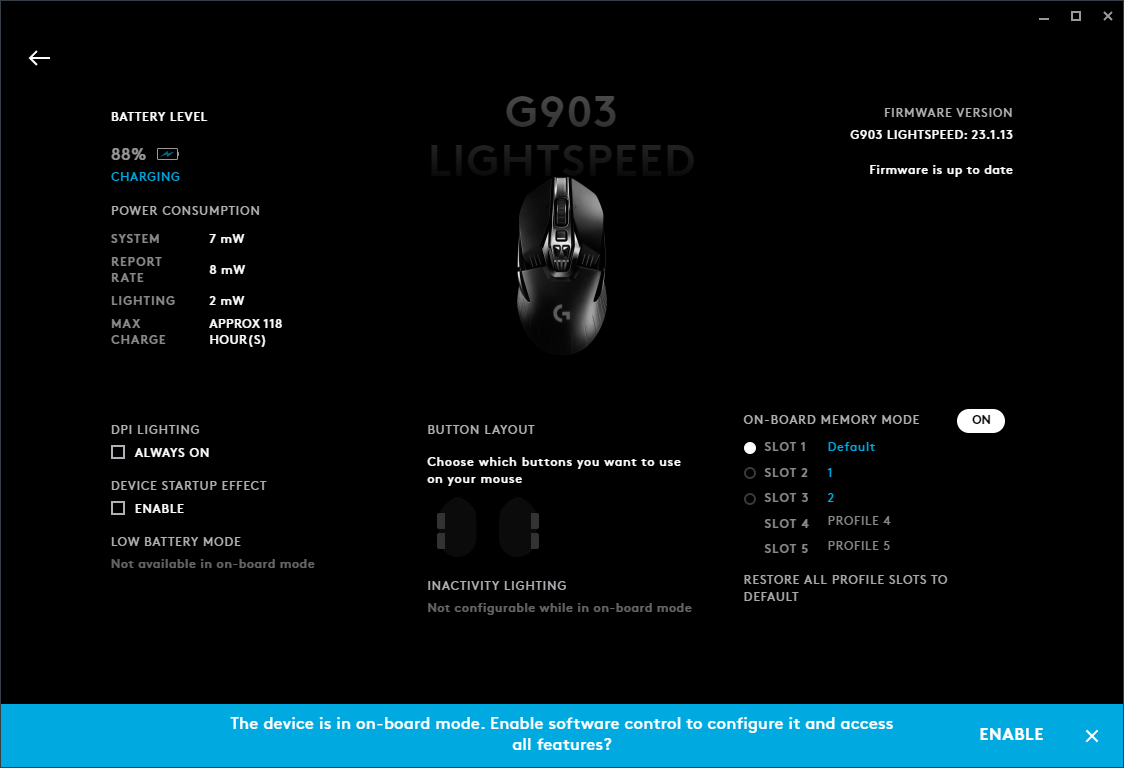 G903
LIGHTSPEED
BATTERY LEVEL
88%
CHARGING
POWER CONSUMPTION
SYSTEM 7 mW
REPORT
RATE 8 mW
LIGHTING 2 mW
MAX APPROX 118
CHARGE HOUR(S)
FIRMWARE VERSION
G903 LIGHTSPEED: 23.1.13
Firmware is up to date
DPI LIGHTING
ALWAYS ON
DEVICE STARTUP EFFECT
ENABLE
LOW BATTERY MODE
Not available in on-board mode
BUTTON LAYOUT
Choose which buttons you want to use
on your mouse
INACTIVITY LIGHTING
Not configurable while in on-board mode
ON-BOARD MEMORY MODE ON
SLOT 1 Default
SLOT 2 1
SLOT 3 2
SLOT 4 PROFILE 4
SLOT 5 PROFILE 5
RESTORE ALL PROFILE SLOTS TO
DEFAULT
The device is in on-board mode. Enable software control to configure it and access
all features?
ENABLE